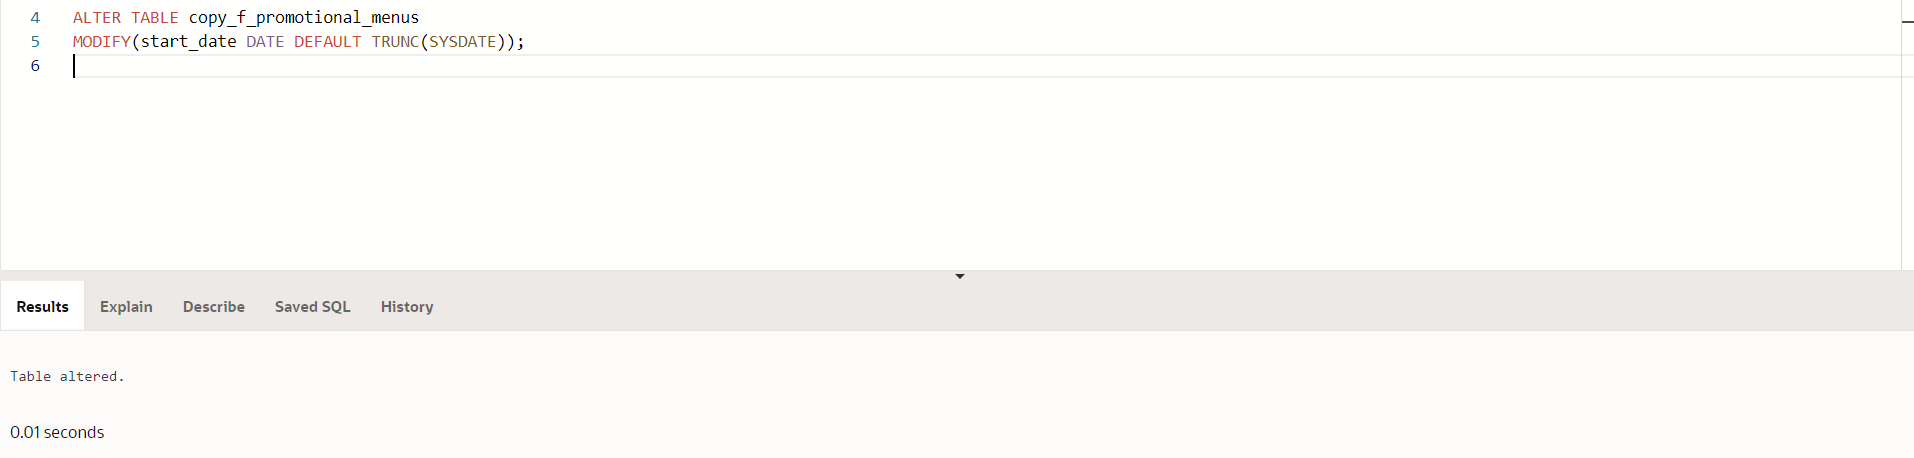 4 ALTER TABLE copy_f_promotional_menus
5 MODIFY(start_date DATE DEFAULT TRUNC(SYSDATE));
6
Results Explain Describe Saved SQL History
Table altered.
0.01 seconds